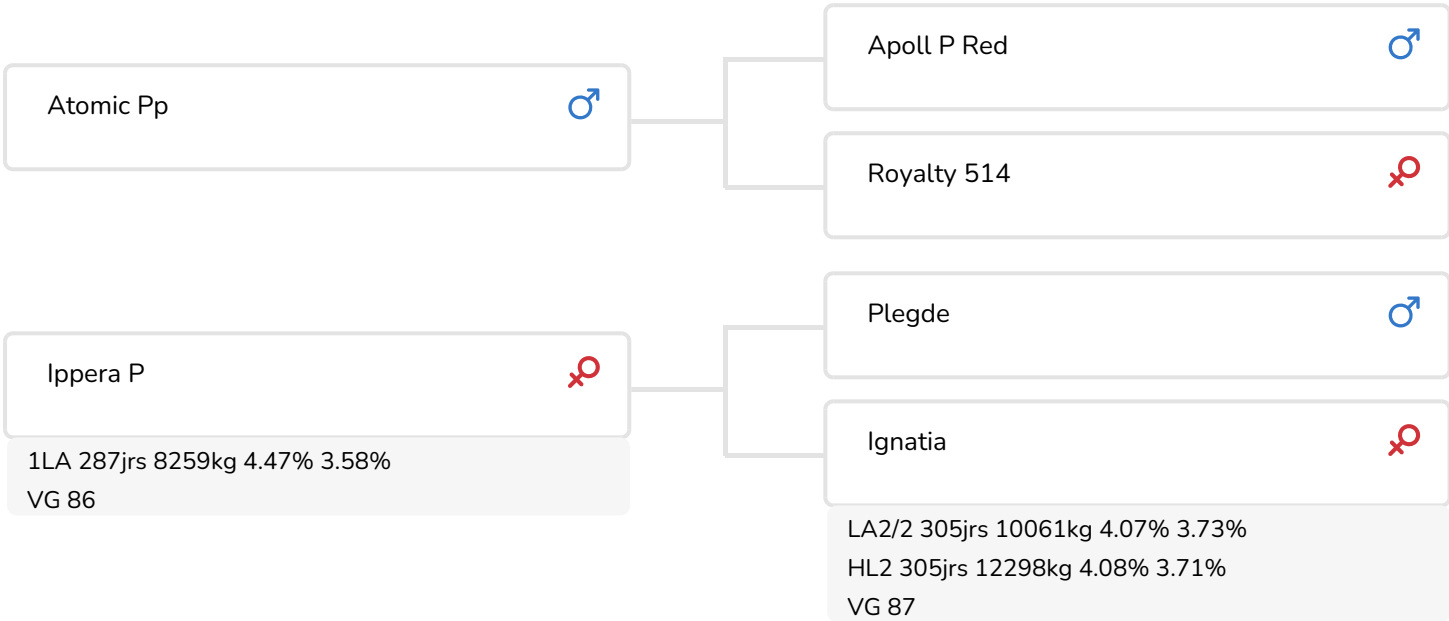 Apoll P Red
Atomic Pp
Royalty 514
Plegde
Ippera P
1LA 287jrs 8259kg 4.47% 3.58%
VG 86
Ignatia
LA2/2 305jrs 10061kg 4.07% 3.73%
HL2 305jrs 12298kg 4.08% 3.71%
VG 87